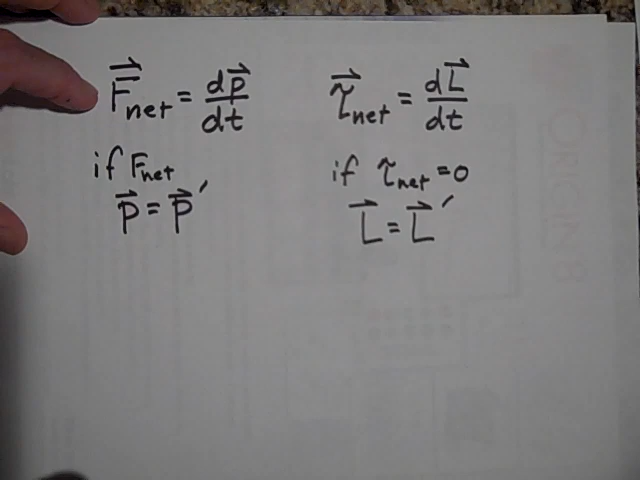 F⃗net = dp⃗/dt
if Fnet
p⃗ = p⃗′
τ⃗net = dL⃗/dt
if τnet = 0
L⃗ = L⃗′